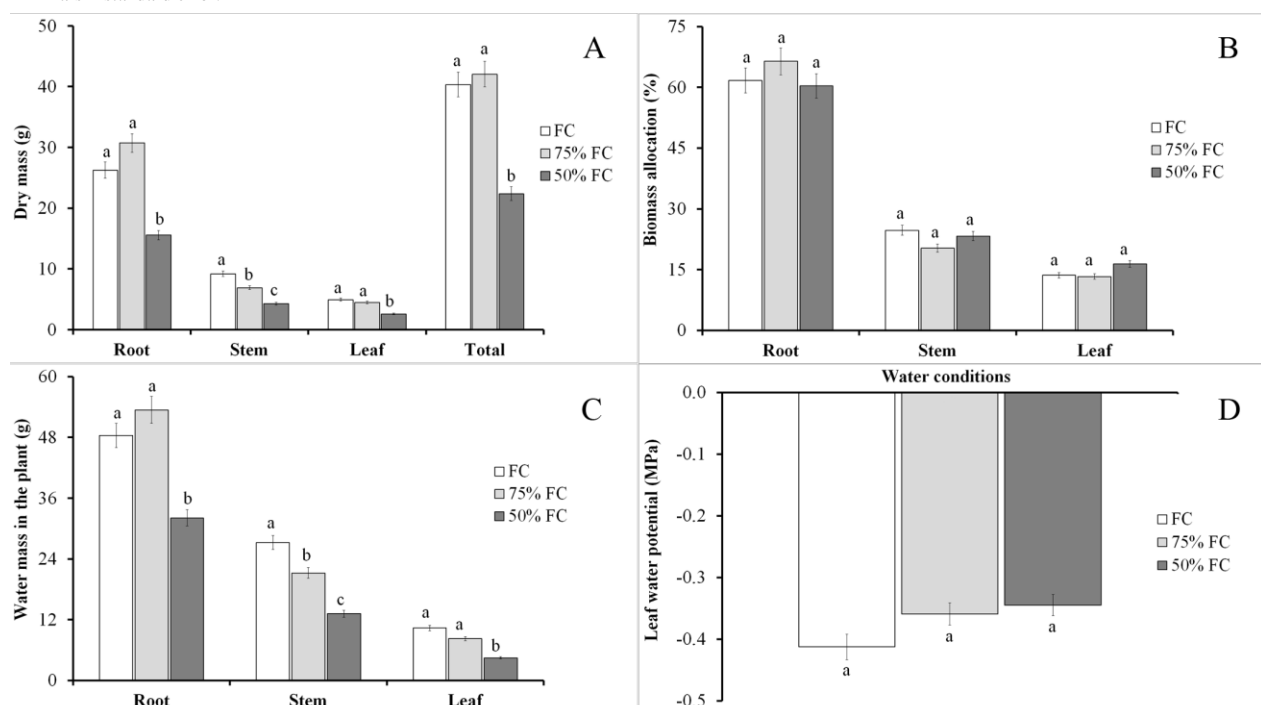 50
40
30
20
10
0
Dry mass (g)
a
a
b
a
b
c
a
a
b
a
a
b
A
FC
75% FC
50% FC
Root Stem Leaf Total
75
60
45
30
15
0
Biomass allocation (%)
a
a
a
a
a
a
a
a
a
B
FC
75% FC
50% FC
Root Stem Leaf
60
48
36
24
12
0
Water mass in the plant (g)
a
a
b
a
b
c
a
a
b
C
FC
75% FC
50% FC
Root Stem Leaf
Water conditions
0.0
-0.1
-0.2
-0.3
-0.4
-0.5
Leaf water potential (MPa)
a
a
a
D
FC
75% FC
50% FC